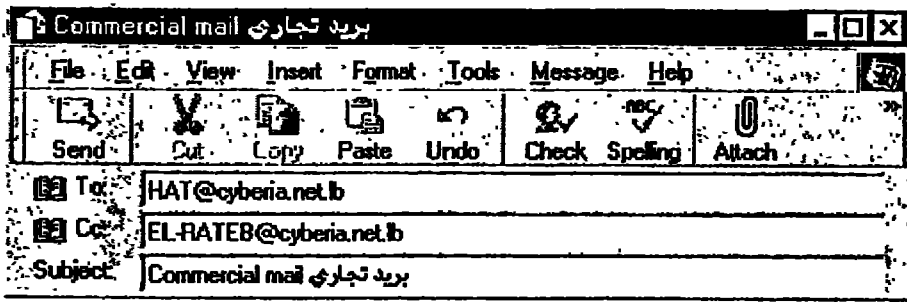 Commercial mail بريد تجاري
File Edit View Insert Format Tools Message Help
Send Cut Copy Paste Undo Check Spelling Attach
To: HAT@cyberia.net.lb
Cc: EL-RATEB@cyberia.net.lb
Subject: Commercial mail بريد تجاري